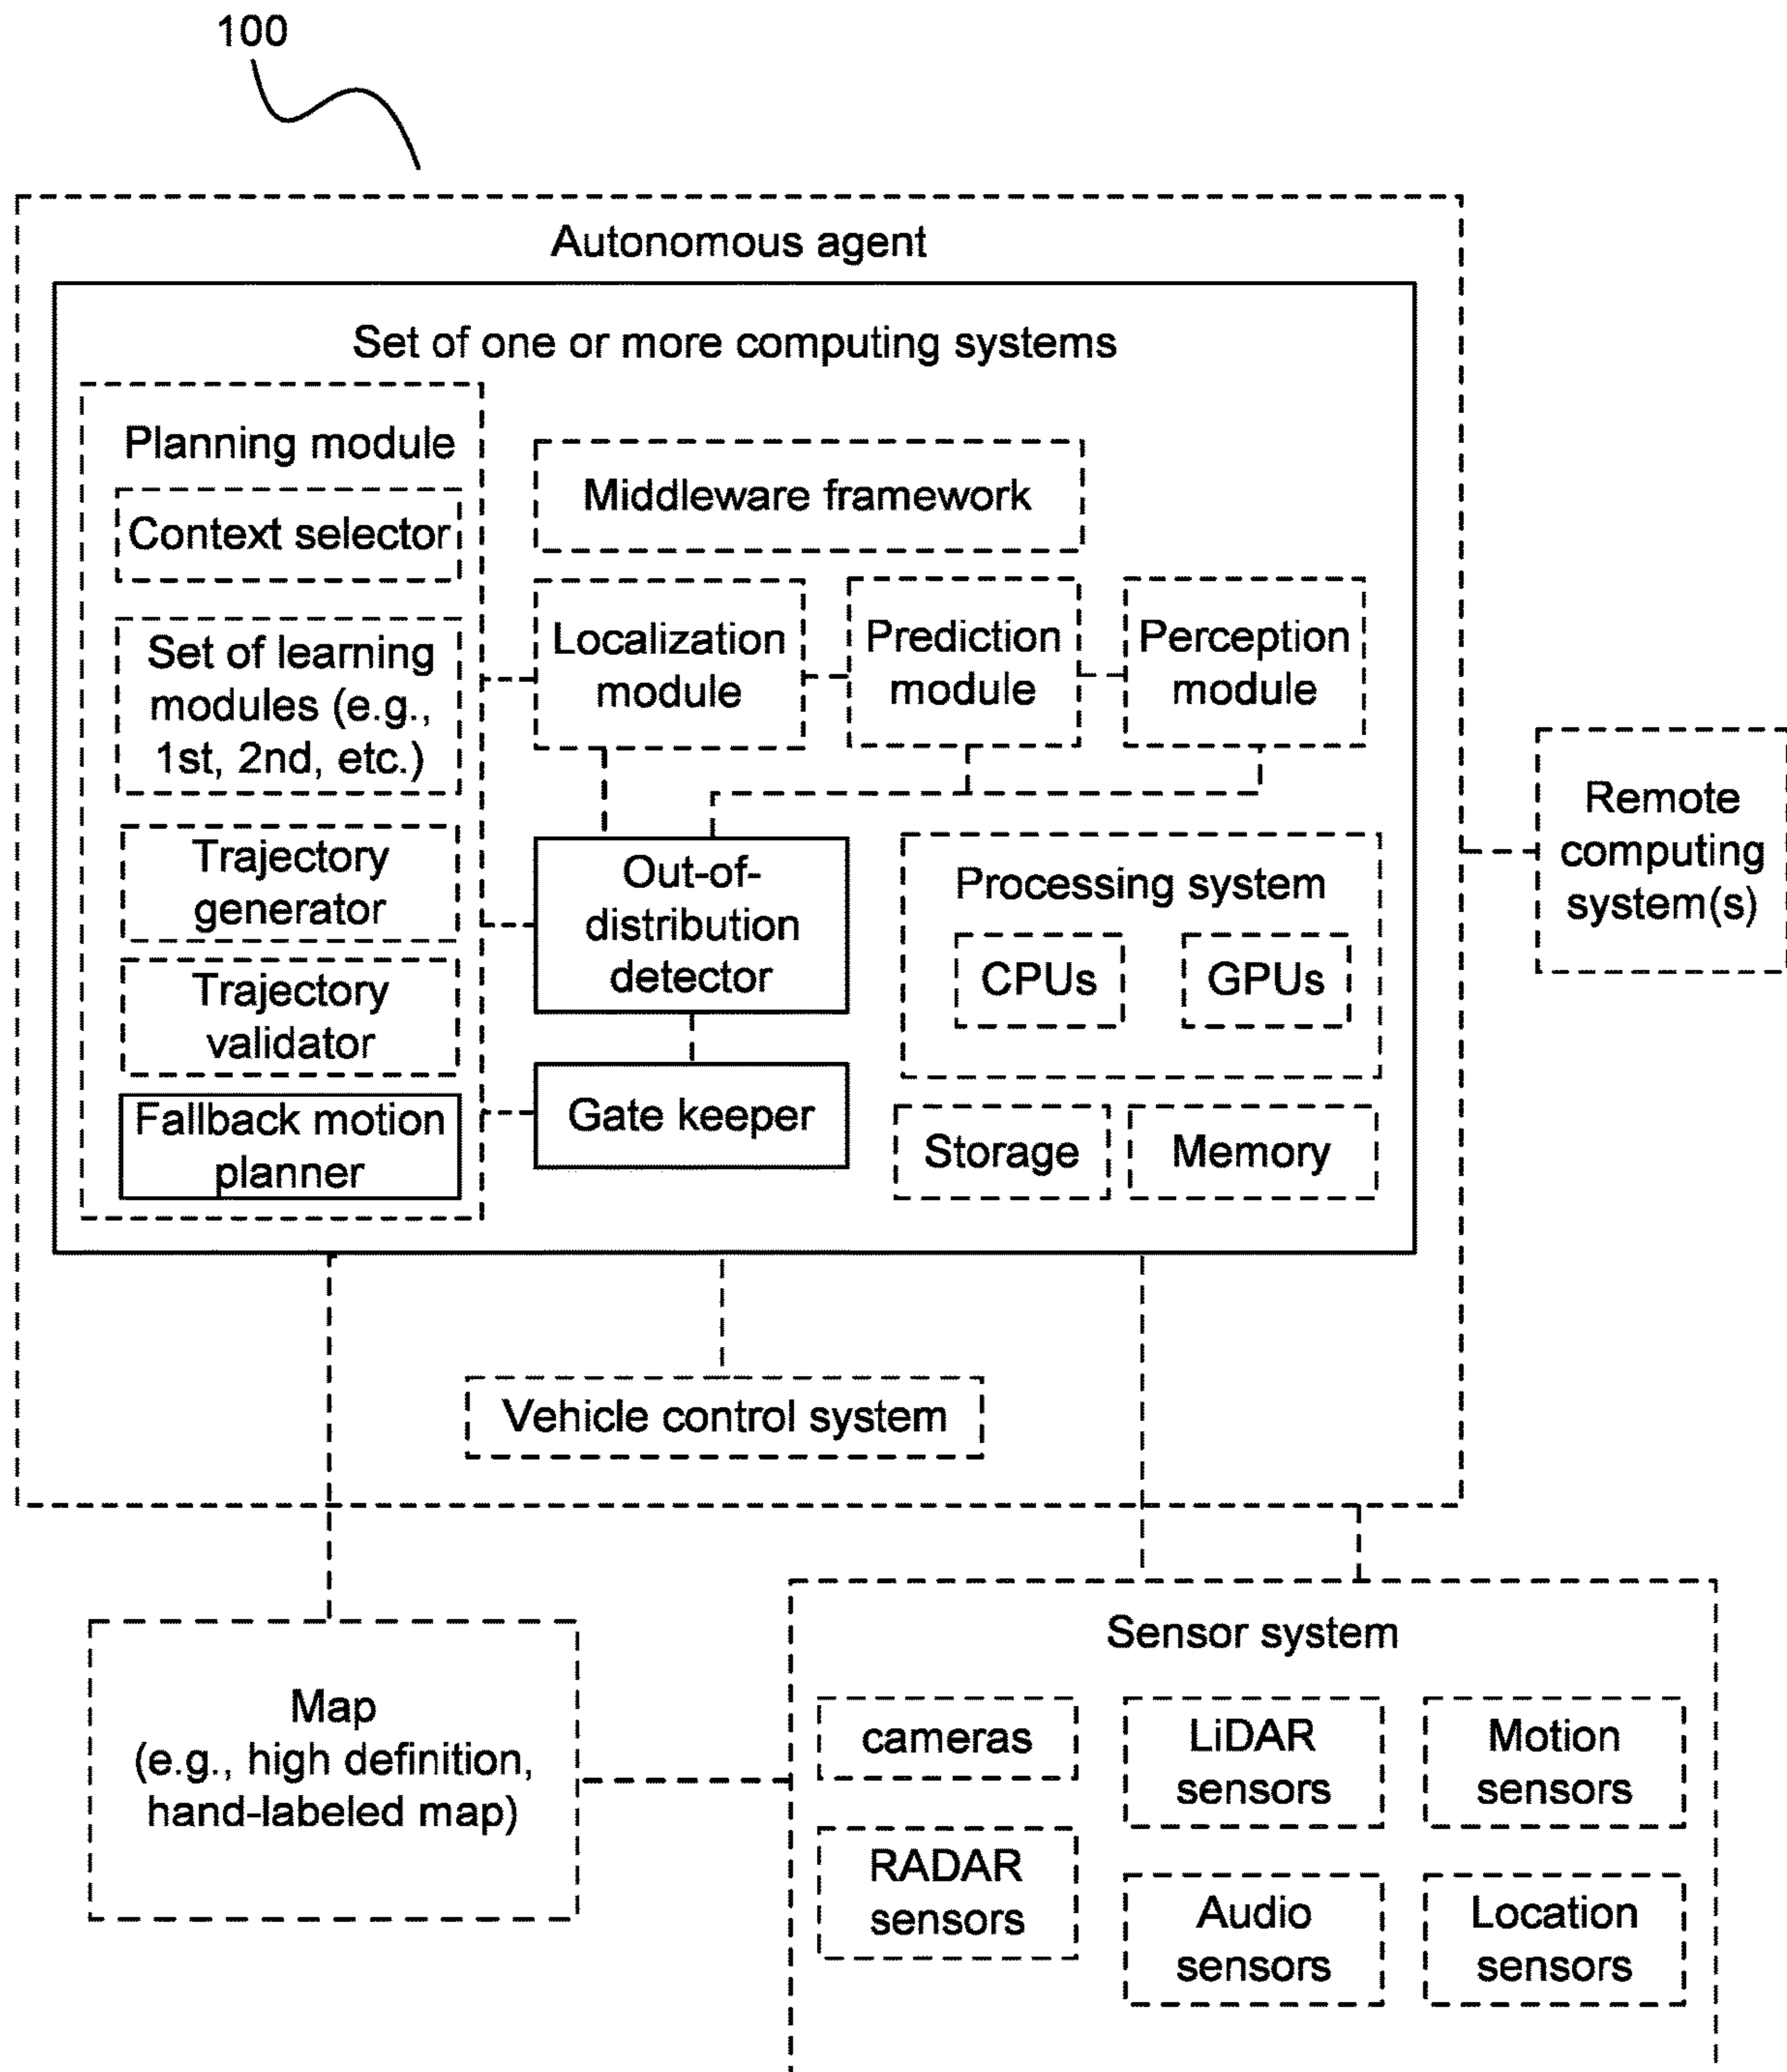 100
Autonomous agent
Set of one or more computing systems
Planning module
Context selector
Set of learning
modules (e.g.,
1st, 2nd, etc.)
Trajectory
generator
Trajectory
validator
Fallback motion
planner
Middleware framework
Localization
module
Prediction
module
Perception
module
Out-of-
distribution
detector
Gate keeper
Processing system
CPUs
GPUs
Storage
Memory
Remote
computing
system(s)
Vehicle control system
Map
(e.g., high definition,
hand-labeled map)
Sensor system
cameras
LiDAR
sensors
Motion
sensors
RADAR
sensors
Audio
sensors
Location
sensors